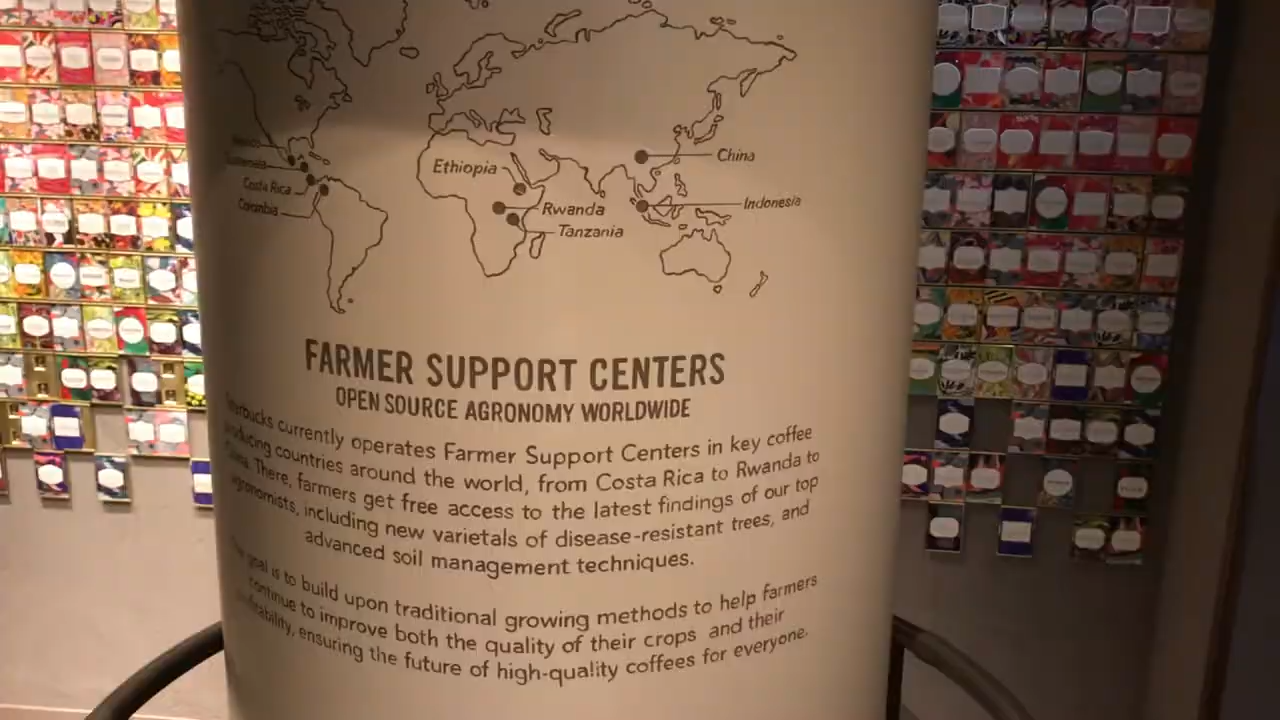 Ethiopia
China
Guatemala
Costa Rica
Rwanda
Indonesia
Colombia
Tanzania
FARMER SUPPORT CENTERS
OPEN SOURCE AGRONOMY WORLDWIDE
Starbucks currently operates Farmer Support Centers in key coffee
producing countries around the world, from Costa Rica to Rwanda to
There, farmers get free access to the latest findings of our top
agronomists, including new varietals of disease-resistant trees, and
advanced soil management techniques.
goal is to build upon traditional growing methods to help farmers
continue to improve both the quality of their crops and their
profitability, ensuring the future of high-quality coffees for everyone.